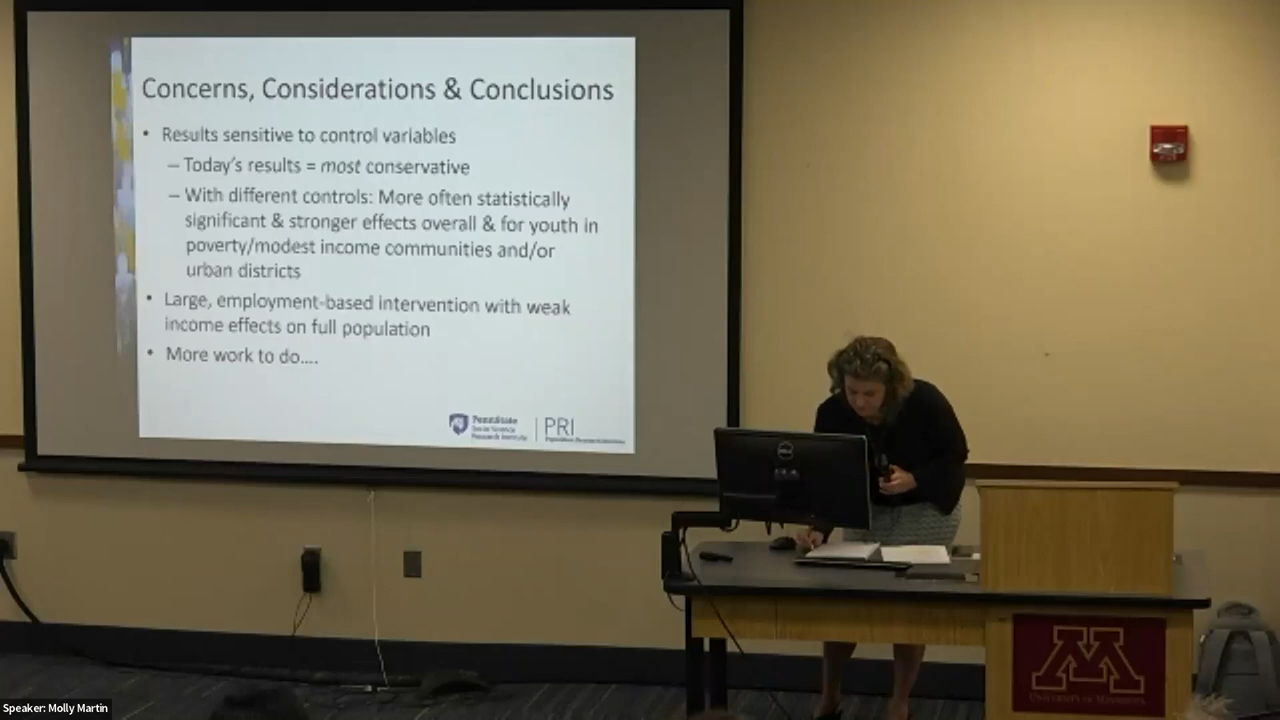 Concerns, Considerations & Conclusions
• Results sensitive to control variables
– Today's results = most conservative
– With different controls: More often statistically
significant & stronger effects overall & for youth in
poverty/modest income communities and/or
urban districts
• Large, employment-based intervention with weak
income effects on full population
• More work to do....
PennState
Social Science
Research Institute
PRI
Population Research Institute
DELL
M
UNIVERSITY OF MINNESOTA
Speaker: Molly Martin